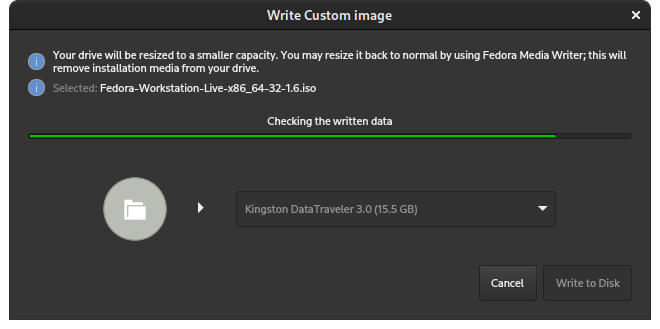 Write Custom image
Your drive will be resized to a smaller capacity. You may resize it back to normal by using Fedora Media Writer; this will
remove installation media from your drive.
Selected: Fedora-Workstation-Live-x86_64-32-1.6.iso
Checking the written data
Kingston DataTraveler 3.0 (15.5 GB)
Cancel
Write to Disk